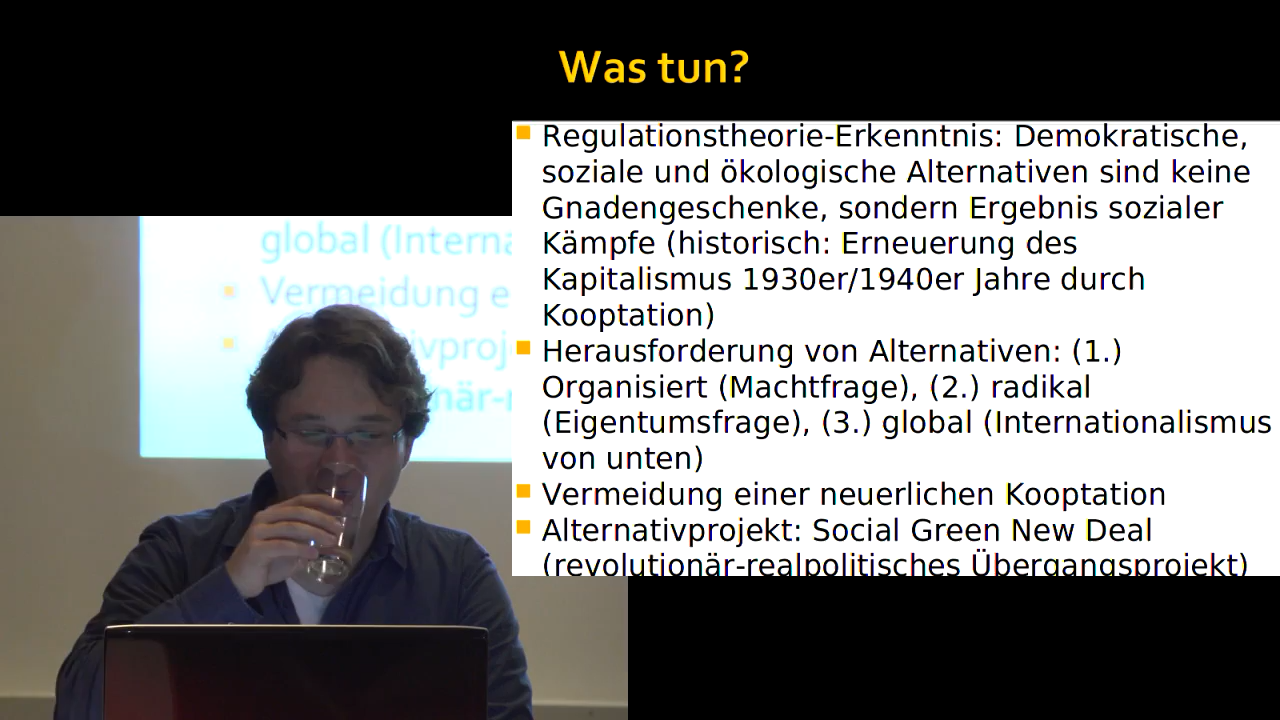 Was tun?
Regulationstheorie-Erkenntnis: Demokratische,
soziale und ökologische Alternativen sind keine
Gnadengeschenke, sondern Ergebnis sozialer
Kämpfe (historisch: Erneuerung des
Kapitalismus 1930er/1940er Jahre durch
Kooptation)
Herausforderung von Alternativen: (1.)
Organisiert (Machtfrage), (2.) radikal
(Eigentumsfrage), (3.) global (Internationalismus
von unten)
Vermeidung einer neuerlichen Kooptation
Alternativprojekt: Social Green New Deal
(revolutionär-realpolitisches Übergangsprojekt)
global (Interna
Vermeidung e
ivproj
när-r